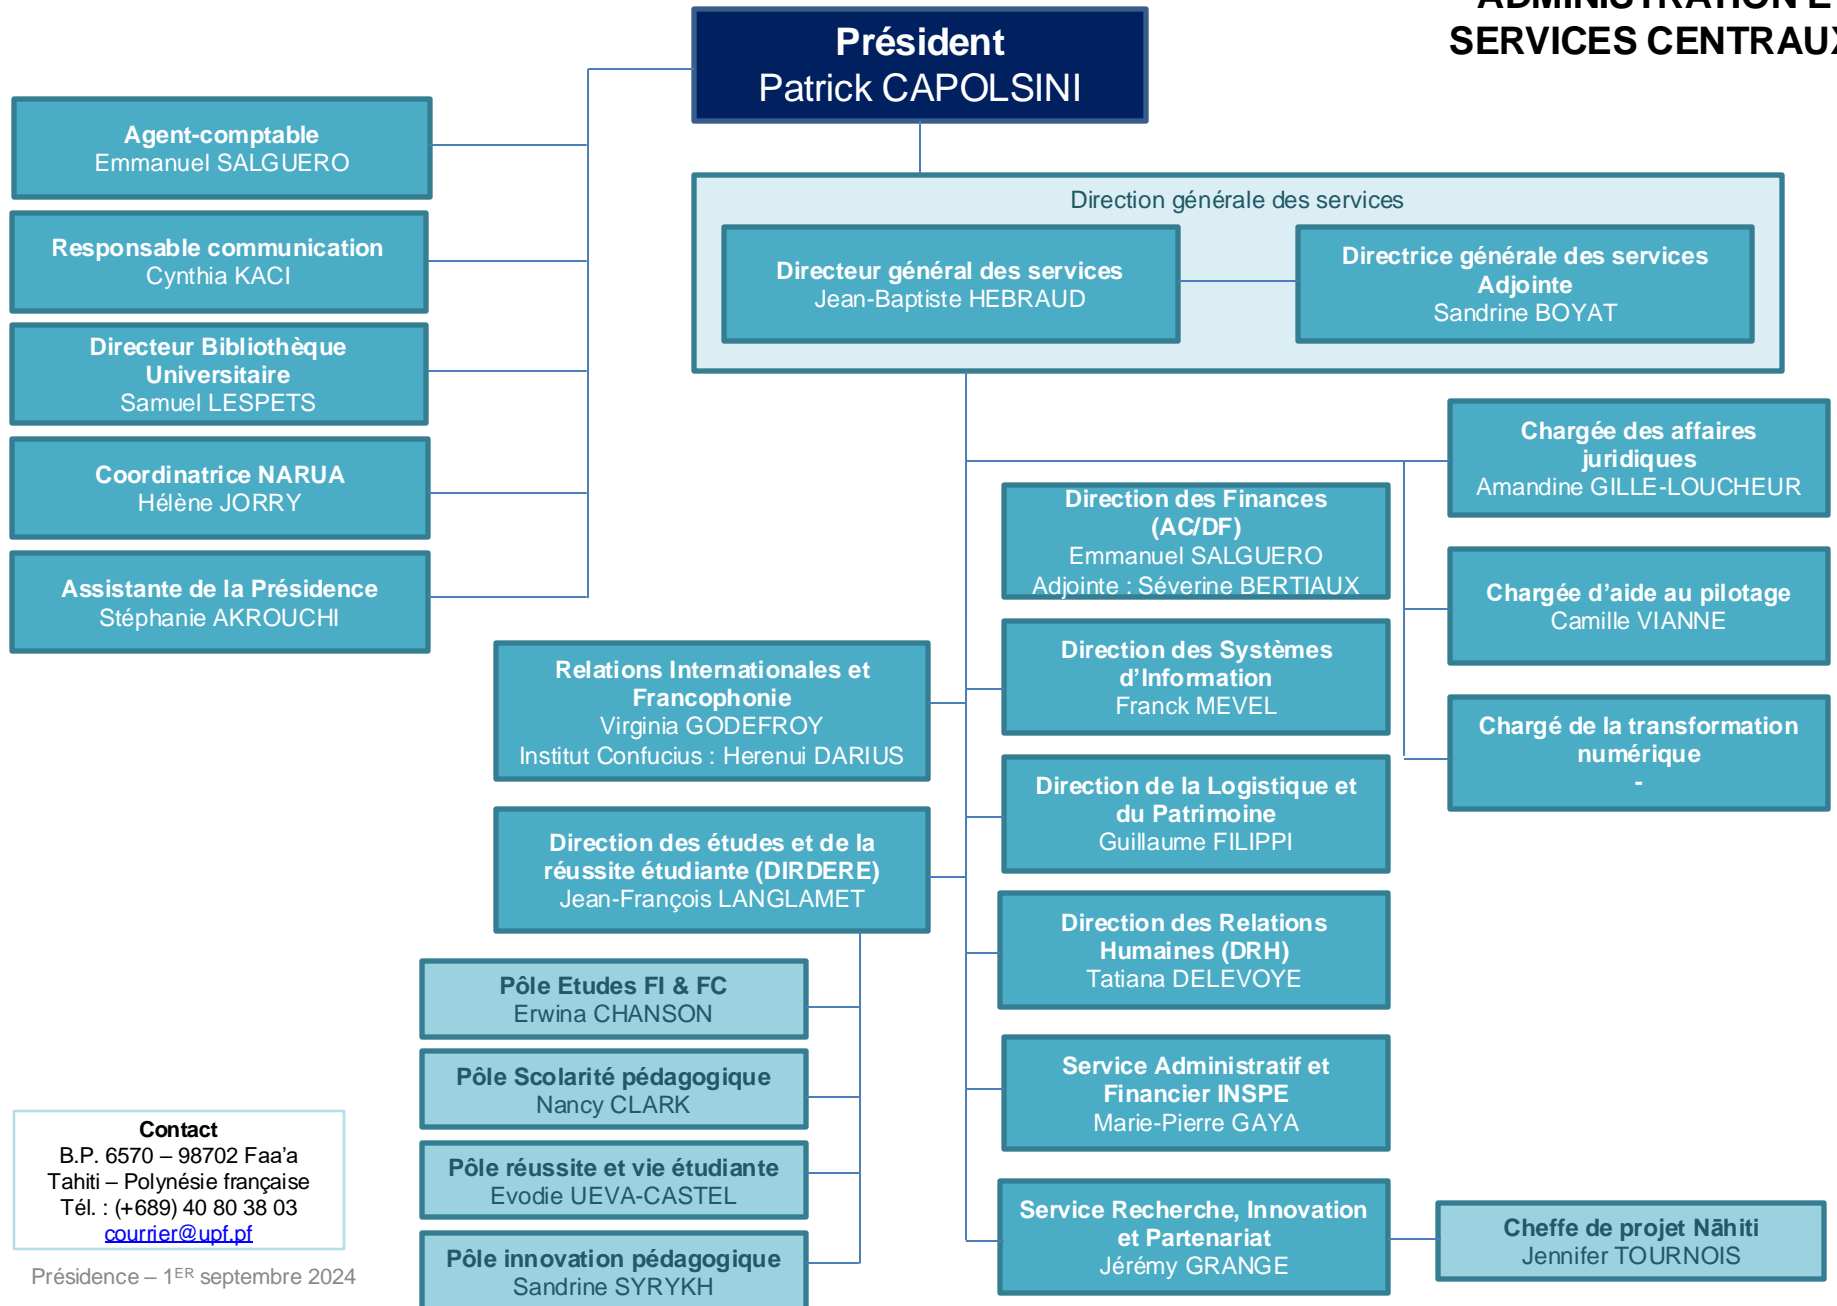 ADMINISTRATION E
SERVICES CENTRAUX
Président
Patrick CAPOLSINI
Agent-comptable
Emmanuel SALGUERO
Responsable communication
Cynthia KACI
Directeur Bibliothèque
Universitaire
Samuel LESPETS
Coordinatrice NARUA
Hélène JORRY
Assistante de la Présidence
Stéphanie AKROUCHI
Direction générale des services
Directeur général des services
Jean-Baptiste HEBRAUD
Directrice générale des services
Adjointe
Sandrine BOYAT
Chargée des affaires
juridiques
Amandine GILLE-LOUCHEUR
Chargée d’aide au pilotage
Camille VIANNE
Chargé de la transformation
numérique
-
Direction des Finances
(AC/DF)
Emmanuel SALGUERO
Adjointe : Séverine BERTIAUX
Direction des Systèmes
d’Information
Franck MEVEL
Direction de la Logistique et
du Patrimoine
Guillaume FILIPPI
Direction des Relations
Humaines (DRH)
Tatiana DELEVOYE
Service Administratif et
Financier INSPE
Marie-Pierre GAYA
Service Recherche, Innovation
et Partenariat
Jérémy GRANGE
Cheffe de projet Nāhiti
Jennifer TOURNOIS
Relations Internationales et
Francophonie
Virginia GODEFROY
Institut Confucius : Herenui DARIUS
Direction des études et de la
réussite étudiante (DIRDERE)
Jean-François LANGLAMET
Pôle Etudes FI & FC
Erwina CHANSON
Pôle Scolarité pédagogique
Nancy CLARK
Pôle réussite et vie étudiante
Evodie UEVA-CASTEL
Pôle innovation pédagogique
Sandrine SYRYKH
Contact
B.P. 6570 – 98702 Faa’a
Tahiti – Polynésie française
Tél. : (+689) 40 80 38 03
courrier@upf.pf
Présidence – 1ER septembre 2024